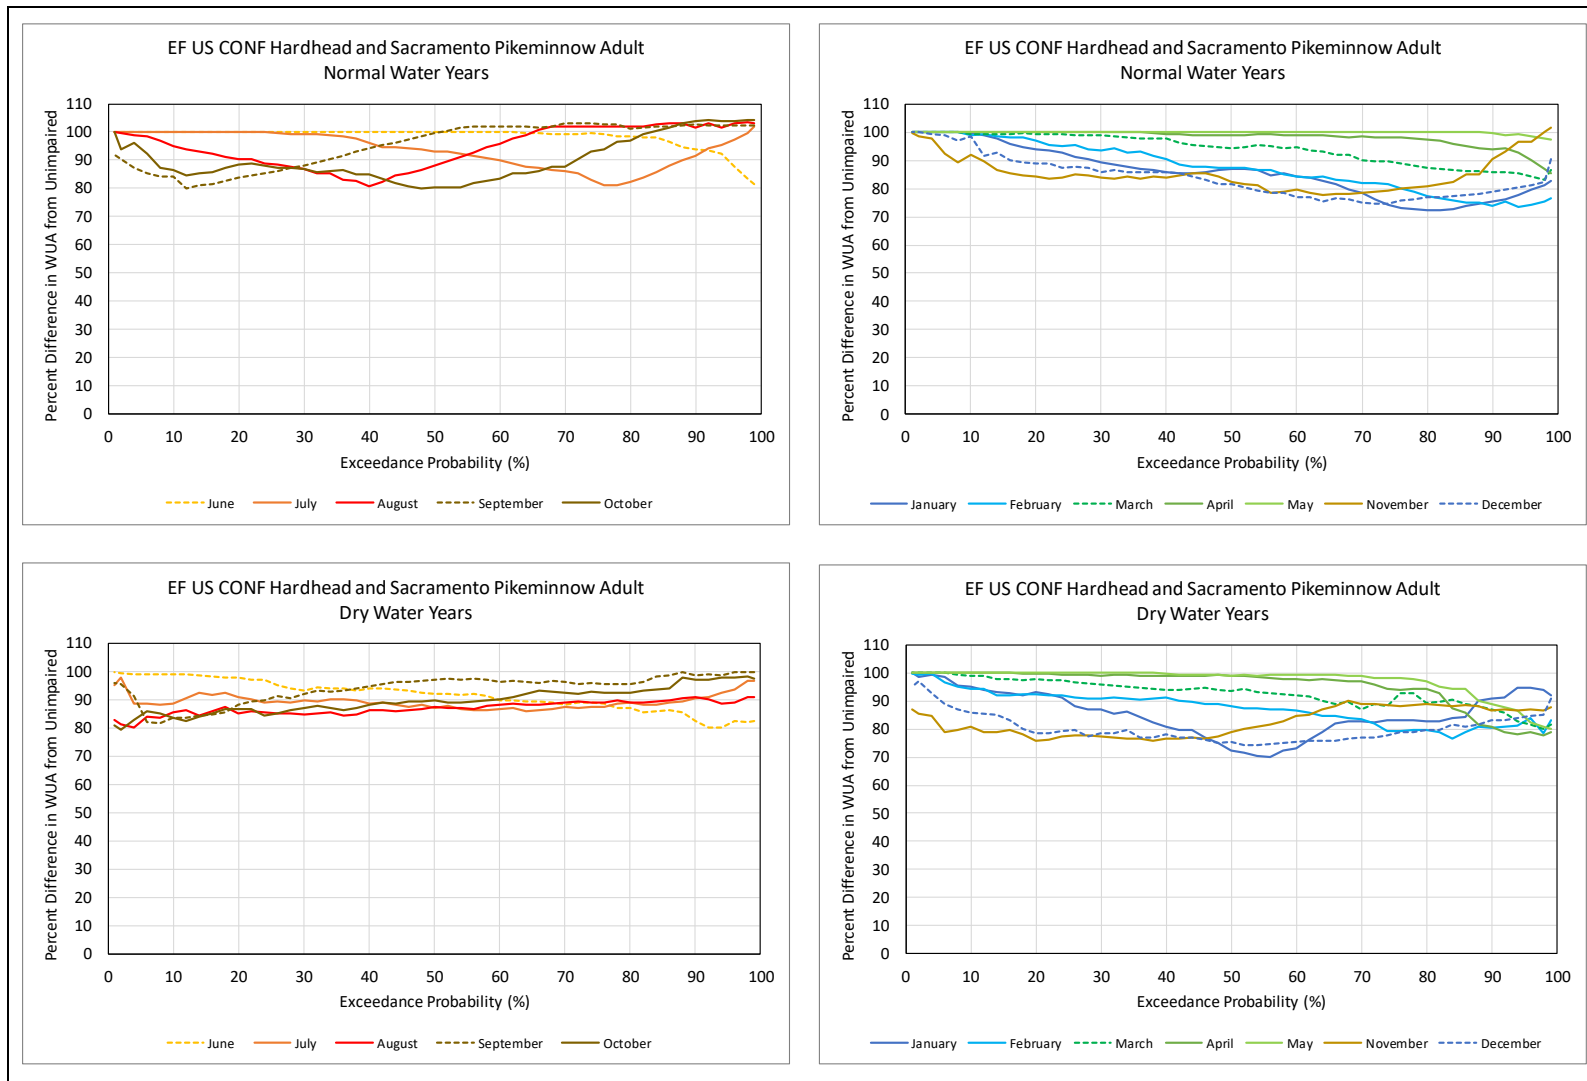 EF US CONF Hardhead and Sacramento Pikeminnow Adult
Normal Water Years
Percent Difference in WUA from Unimpaired
110
100
90
80
70
60
50
40
30
20
10
0
0 10 20 30 40 50 60 70 80 90 100
Exceedance Probability (%)
June July August September October
EF US CONF Hardhead and Sacramento Pikeminnow Adult
Normal Water Years
Percent Difference in WUA from Unimpaired
110
100
90
80
70
60
50
40
30
20
10
0
0 10 20 30 40 50 60 70 80 90 100
Exceedance Probability (%)
January February March April May November December
EF US CONF Hardhead and Sacramento Pikeminnow Adult
Dry Water Years
Percent Difference in WUA from Unimpaired
110
100
90
80
70
60
50
40
30
20
10
0
0 10 20 30 40 50 60 70 80 90 100
Exceedance Probability (%)
June July August September October
EF US CONF Hardhead and Sacramento Pikeminnow Adult
Dry Water Years
Percent Difference in WUA from Unimpaired
110
100
90
80
70
60
50
40
30
20
10
0
0 10 20 30 40 50 60 70 80 90 100
Exceedance Probability (%)
January February March April May November December